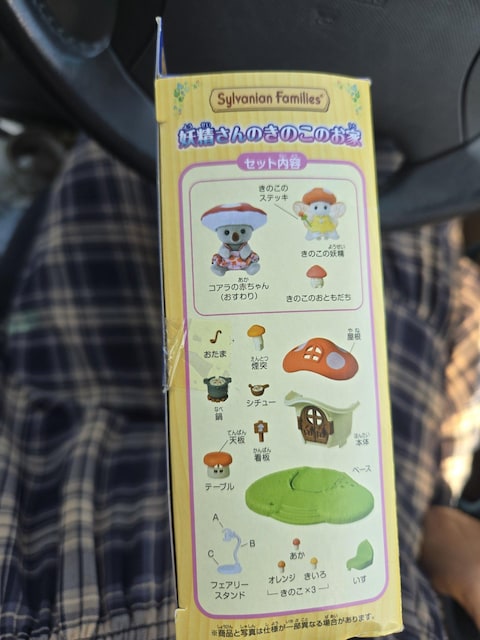 Sylvanian Families
妖精さんのきのこのお家
セット内容
きのこの
ステッキ
きのこの妖精
コアラの赤ちゃん
(おすわり)
きのこのおともだち
おたま
煙突
屋根
鍋
シチュー
天板
看板
本体
テーブル
ベース
A
B
C
フェアリー
スタンド
あか
オレンジ
きいろ
きのこ×3
いす
※商品と写真は仕様が一部異なる場合があります。